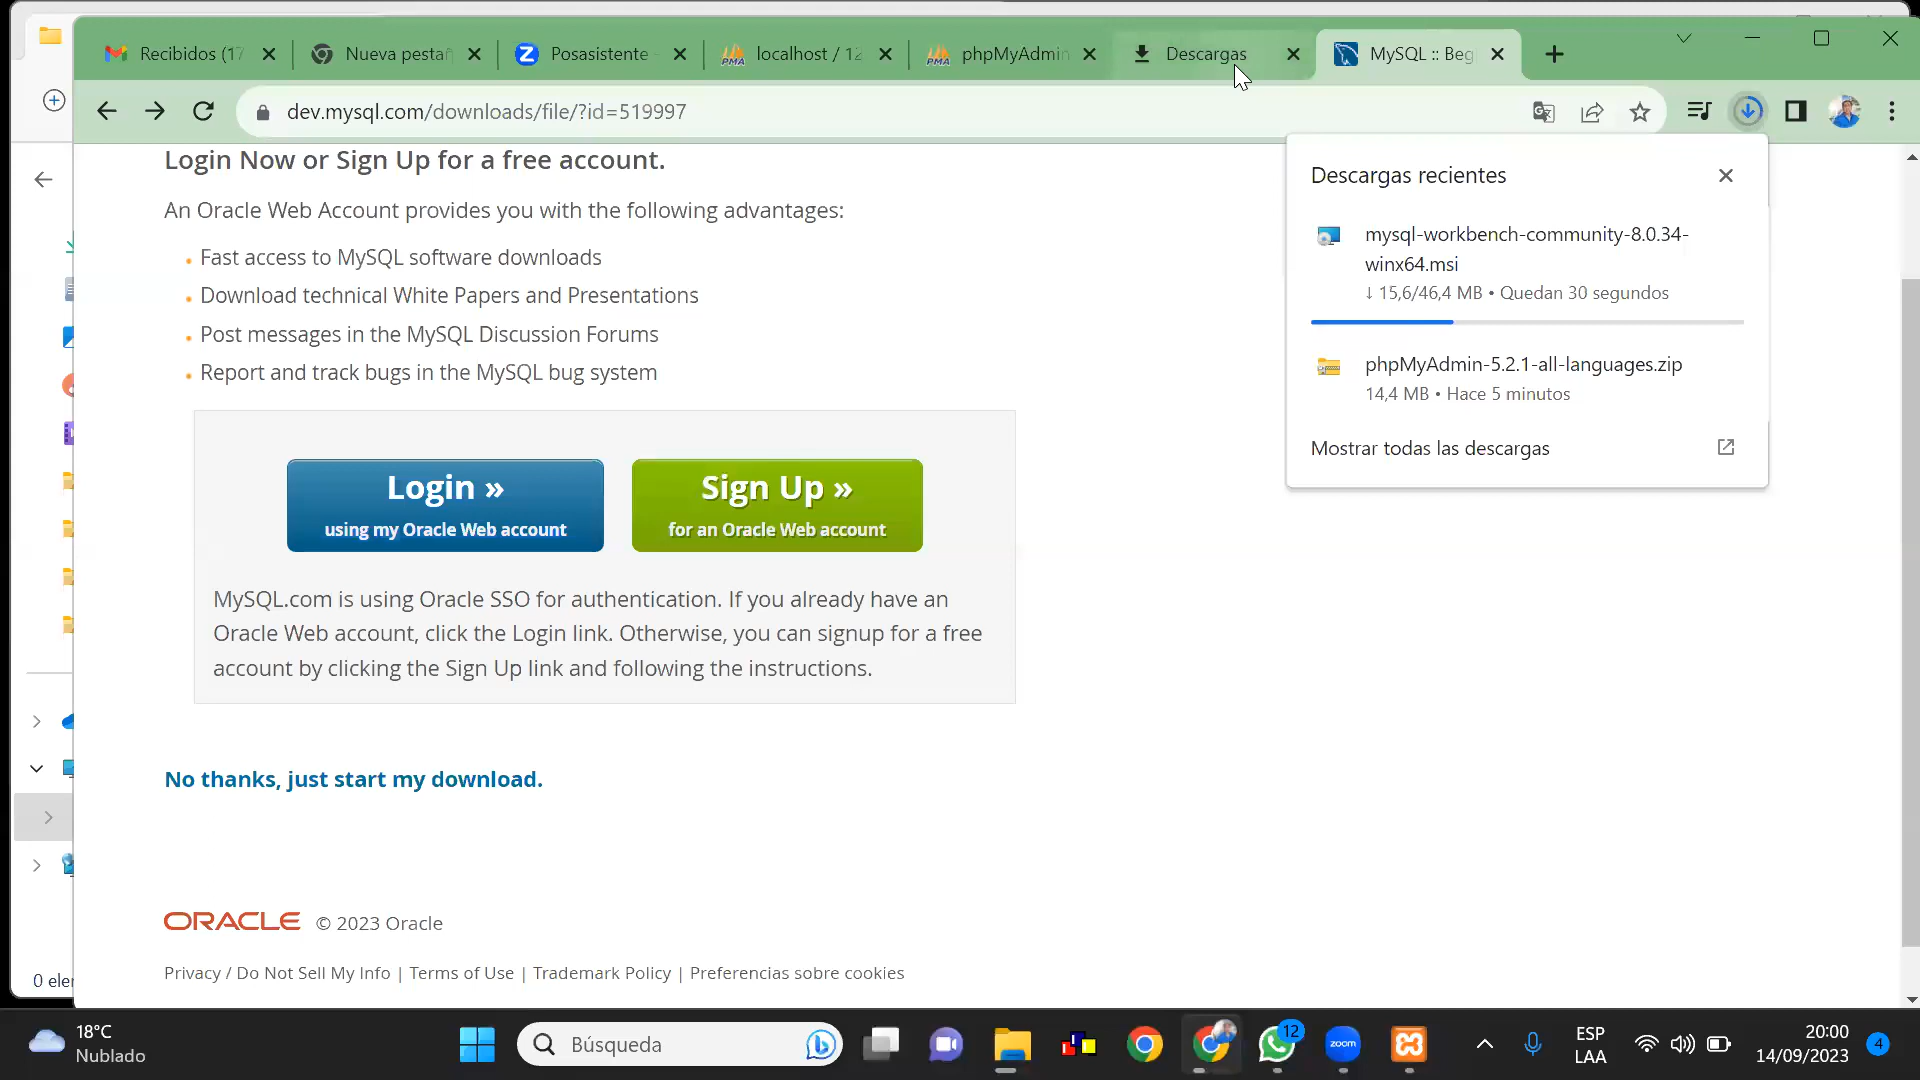 Recibidos (17
Nueva pestañ
Posasistente -
localhost / 12
phpMyAdmin
Descargas
MySQL :: Beg
dev.mysql.com/downloads/file/?id=519997
Login Now or Sign Up for a free account.
An Oracle Web Account provides you with the following advantages:
Fast access to MySQL software downloads
Download technical White Papers and Presentations
Post messages in the MySQL Discussion Forums
Report and track bugs in the MySQL bug system
Login »
using my Oracle Web account
Sign Up »
for an Oracle Web account
MySQL.com is using Oracle SSO for authentication. If you already have an
Oracle Web account, click the Login link. Otherwise, you can signup for a free
account by clicking the Sign Up link and following the instructions.
No thanks, just start my download.
ORACLE © 2023 Oracle
Privacy / Do Not Sell My Info | Terms of Use | Trademark Policy | Preferencias sobre cookies
Descargas recientes
mysql-workbench-community-8.0.34-
winx64.msi
↓ 15,6/46,4 MB • Quedan 30 segundos
phpMyAdmin-5.2.1-all-languages.zip
14,4 MB • Hace 5 minutos
Mostrar todas las descargas
0 eler
18°C
Nublado
Búsqueda
12
zoom
ESP
LAA
20:00
14/09/2023
4